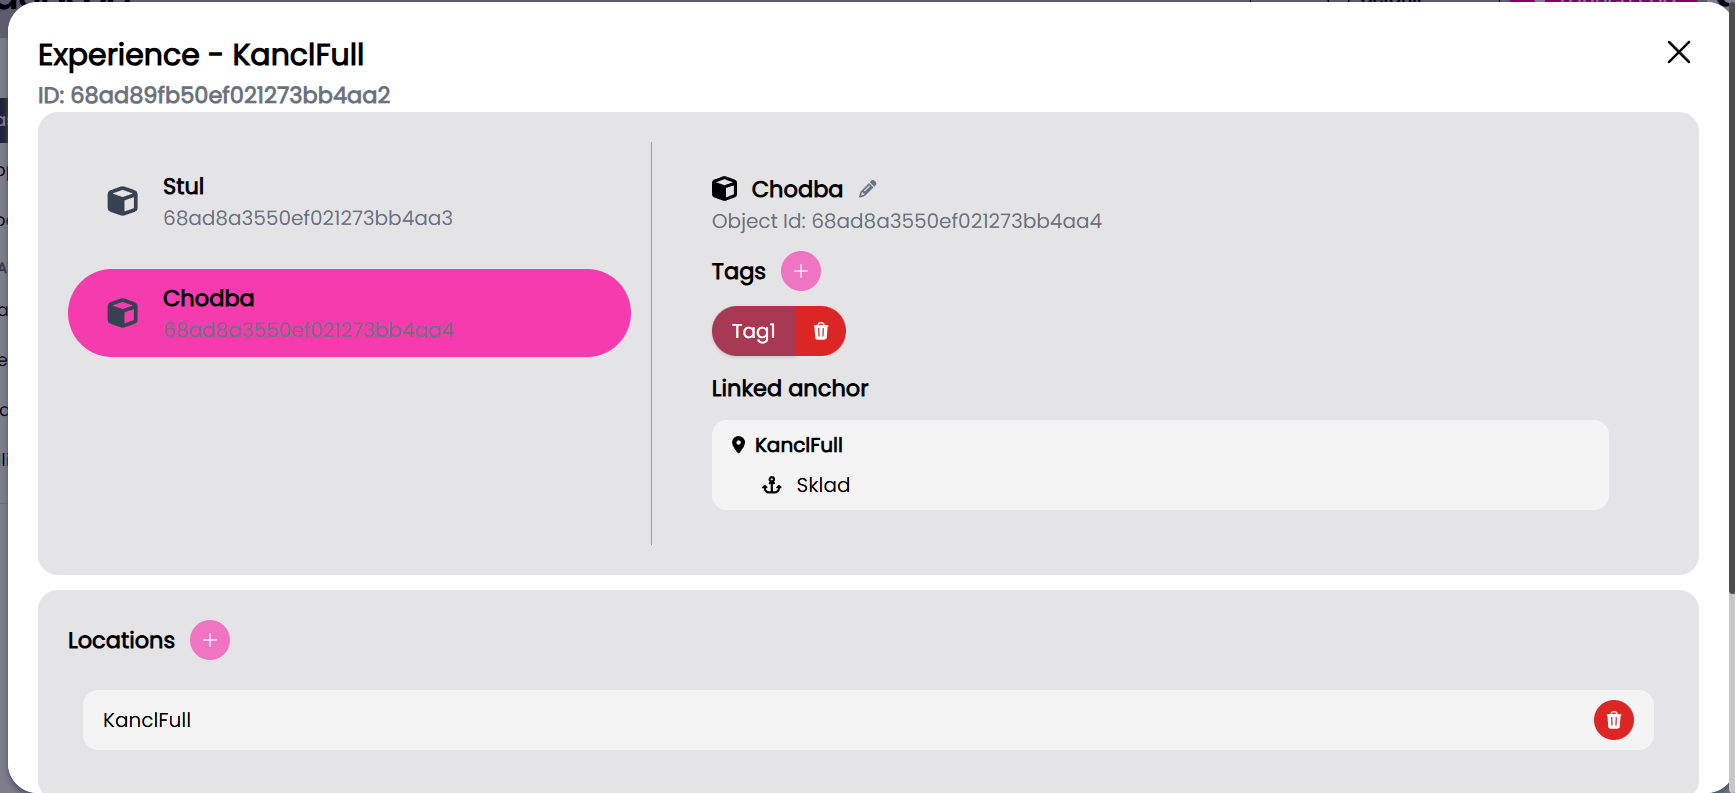 Experience - KanclFull
ID: 68ad89fb50ef021273bb4aa2
Stul
68ad8a3550ef021273bb4aa3
Chodba
68ad8a3550ef021273bb4aa4
Chodba
Object Id: 68ad8a3550ef021273bb4aa4
Tags
Tag1
Linked anchor
KanclFull
Sklad
Locations
KanclFull